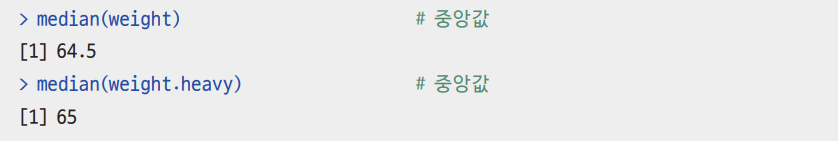 > median(weight) # 중앙값
[1] 64.5
> median(weight.heavy) # 중앙값
[1] 65